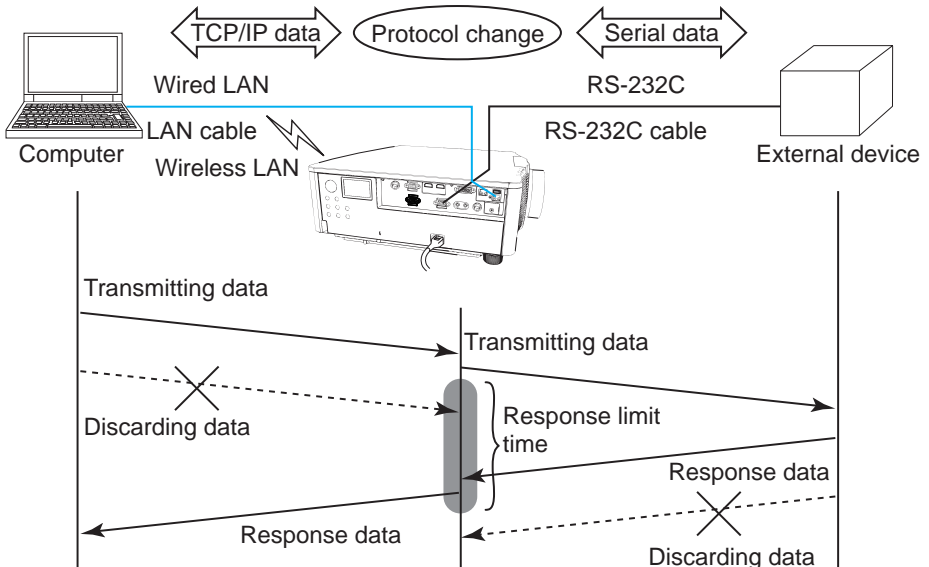 TCP/IP data
Protocol change
Serial data
Wired LAN
RS-232C
LAN cable
RS-232C cable
Computer
Wireless LAN
External device
Transmitting data
Transmitting data
Discarding data
Response limit
time
Response data
Response data
Discarding data